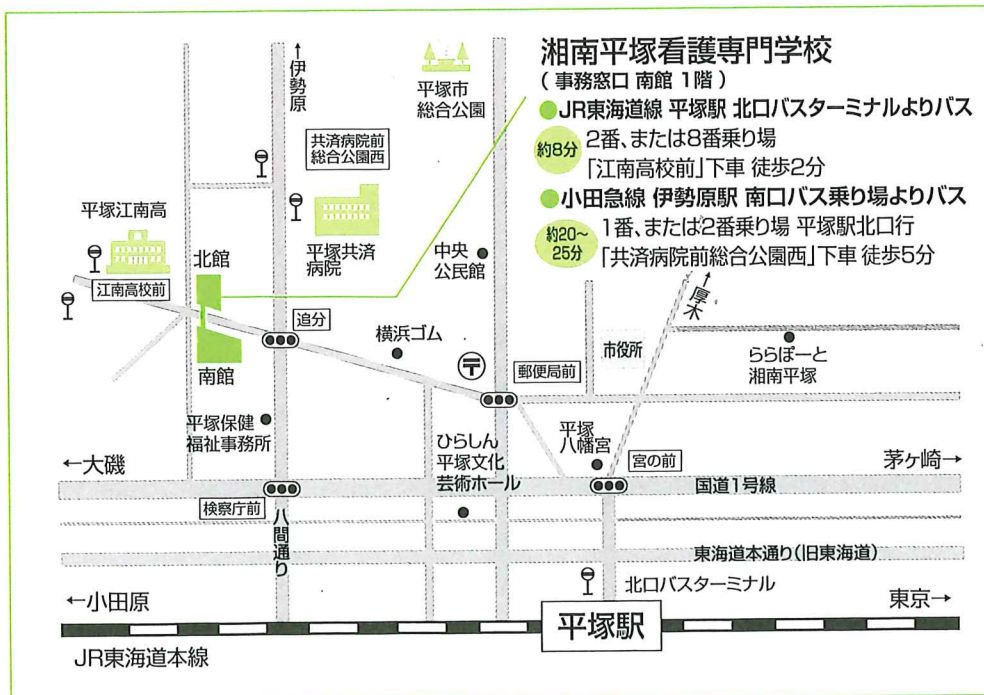 湘南平塚看護専門学校
(事務窓口 南館 1階)
●JR東海道線 平塚駅 北口バスターミナルよりバス
約8分
2番、または8番乗り場
「江南高校前」下車 徒歩2分
●小田急線 伊勢原駅 南口バス乗り場よりバス
約20～
25分
1番、または2番乗り場 平塚駅北口行
「共済病院前総合公園西」下車 徒歩5分
←伊勢原
平塚市
総合公園
共済病院前
総合公園西
平塚江南高
平塚共済
病院
中央
公民館
北館
江南高校前
→厚木
追分
横浜ゴム
〒
郵便局前
市役所
ららぽーと
湘南平塚
南館
平塚保健
福祉事務所
ひらしん
平塚文化
芸術ホール
平塚
八幡宮
宮の前
←大磯
茅ヶ崎→
国道1号線
検察庁前
八間通り
東海道本通り(旧東海道)
北口バスターミナル
←小田原
東京→
平塚駅
JR東海道本線